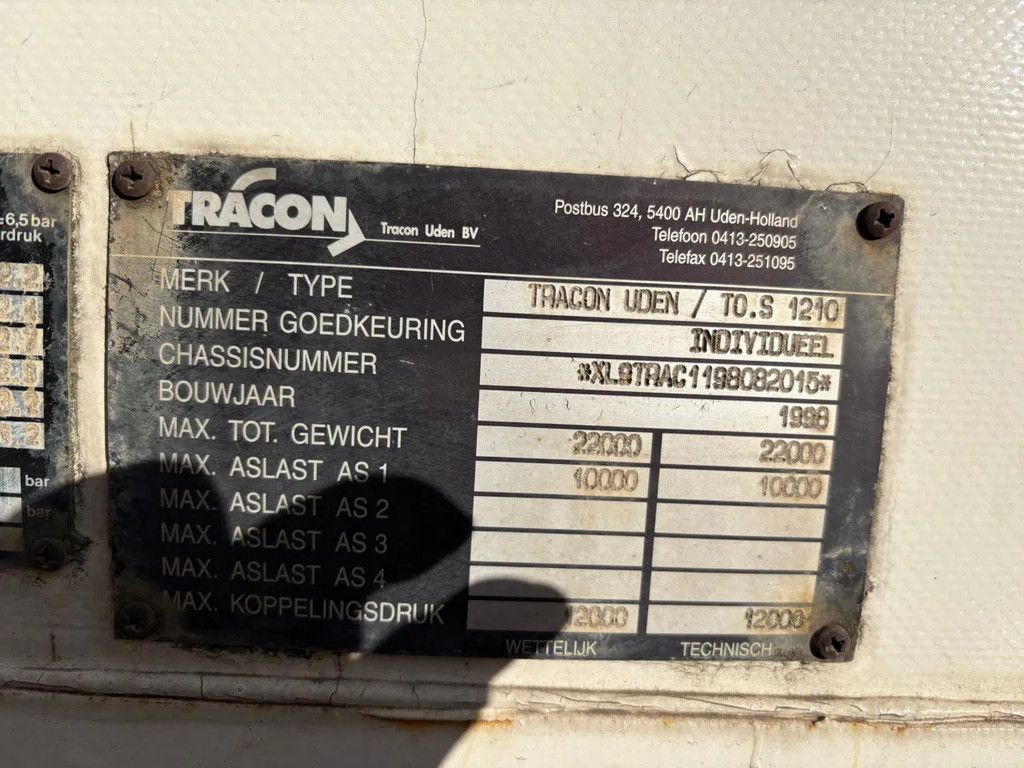 =6,5 bar
rdruk
bar
bar
TRACON
Tracon Uden BV
Postbus 324, 5400 AH Uden-Holland
Telefoon 0413-250905
Telefax 0413-251095
MERK / TYPE TRACON UDEN / TO.S 1210
NUMMER GOEDKEURING INDIVIDUEEL
CHASSISNUMMER *XL9TRAC1198082015*
BOUWJAAR 1998
MAX. TOT. GEWICHT 22000 22000
MAX. ASLAST AS 1 10000 10000
MAX. ASLAST AS 2
MAX. ASLAST AS 3
MAX. ASLAST AS 4
MAX. KOPPELINGSDRUK 12000 12000
WETTELIJK TECHNISCH